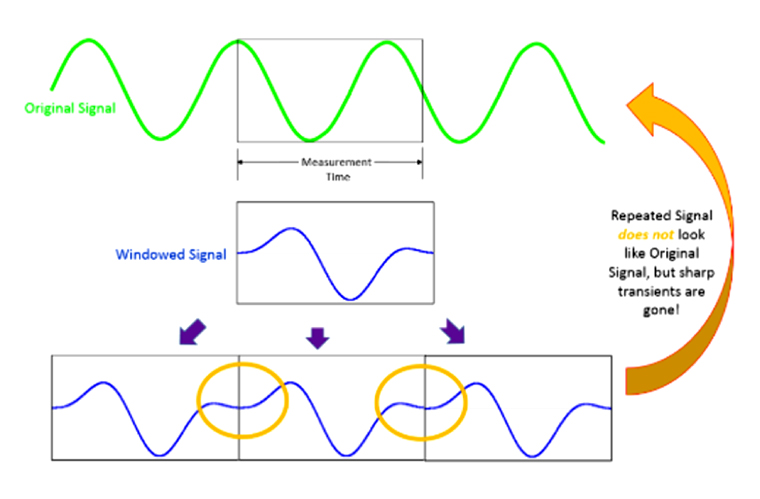 Original Signal
Measurement
Time
Windowed Signal
Repeated Signal
does not look
like Original
Signal, but sharp
transients are
gone!